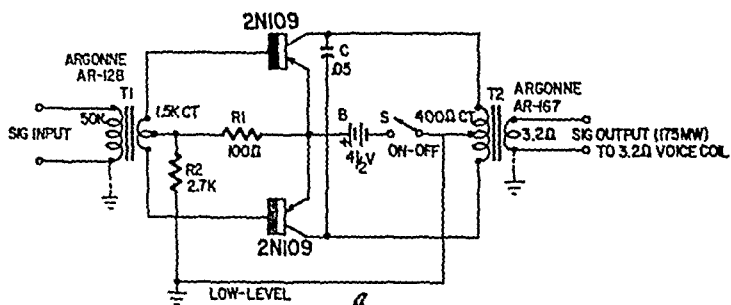 2N109
ARGONNE
AR-128
T1
50K
1.5K CT
SIG INPUT
R1
100Ω
R2
2.7K
C
.05
B
+
4½V
S
ON-OFF
400Ω CT
T2
ARGONNE
AR-167
3.2Ω
SIG OUTPUT (175MW)
TO 3.2Ω VOICE COIL
2N109
LOW-LEVEL
a